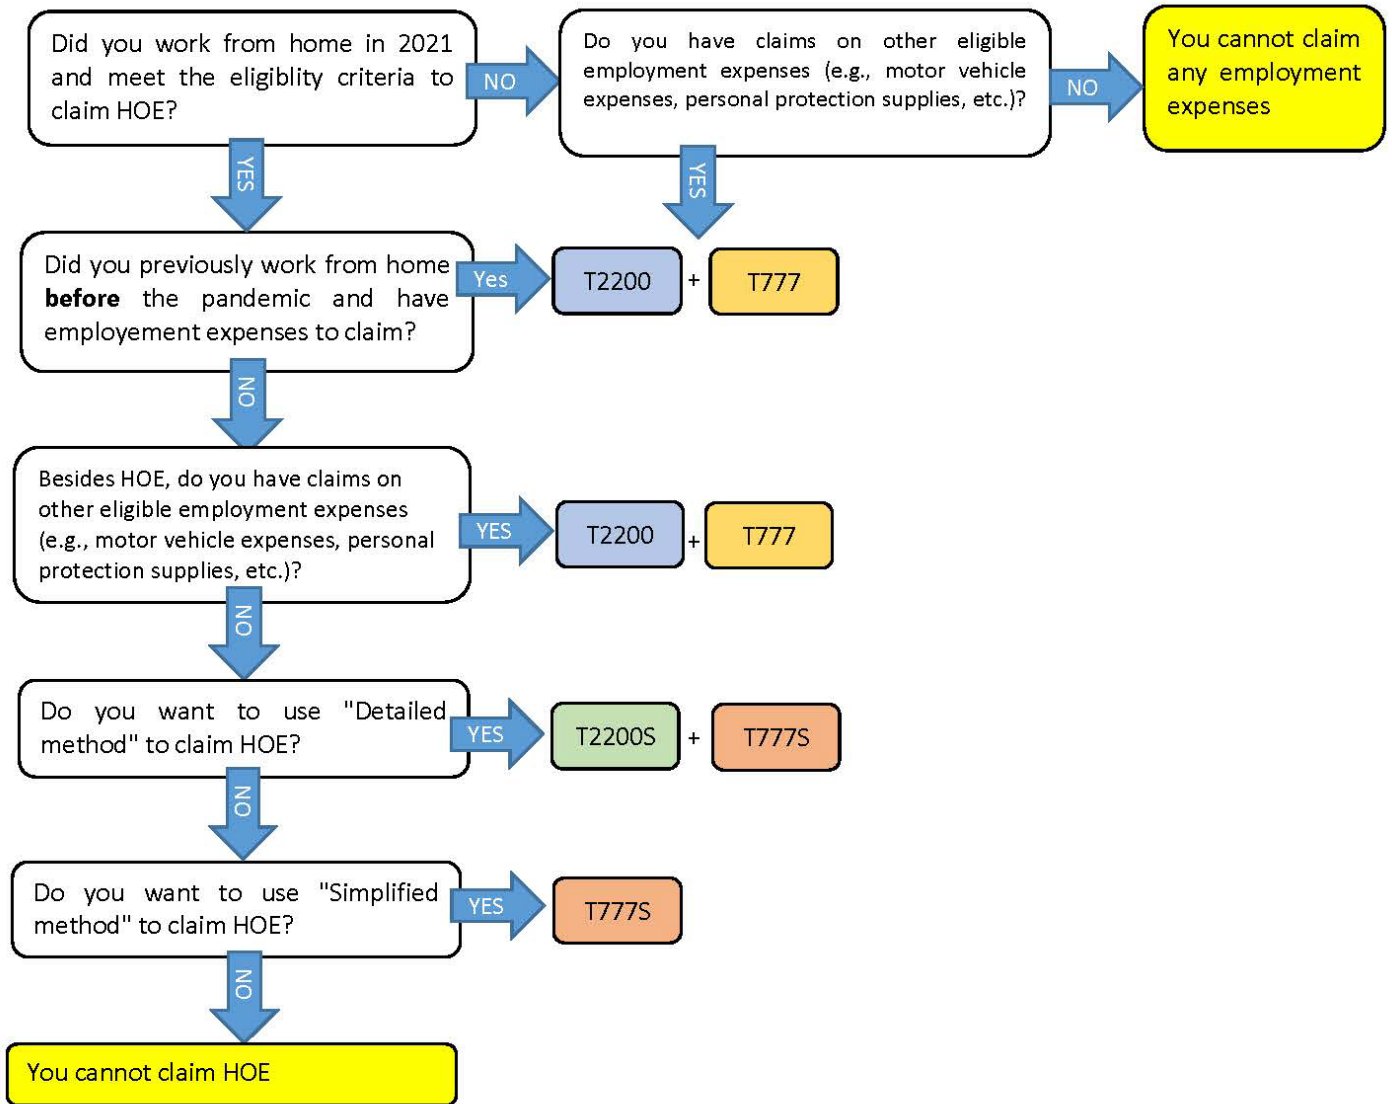 Did you work from home in 2021
and meet the eligiblity criteria to
claim HOE?
NO
Do you have claims on other eligible
employment expenses (e.g., motor vehicle
expenses, personal protection supplies, etc.)?
NO
You cannot claim
any employment
expenses
YES
YES
Did you previously work from home
before the pandemic and have
employement expenses to claim?
Yes
T2200
+
T777
NO
Besides HOE, do you have claims on
other eligible employment expenses
(e.g., motor vehicle expenses, personal
protection supplies, etc.)?
YES
T2200
+
T777
NO
Do you want to use "Detailed
method" to claim HOE?
YES
T2200S
+
T777S
NO
Do you want to use "Simplified
method" to claim HOE?
YES
T777S
NO
You cannot claim HOE